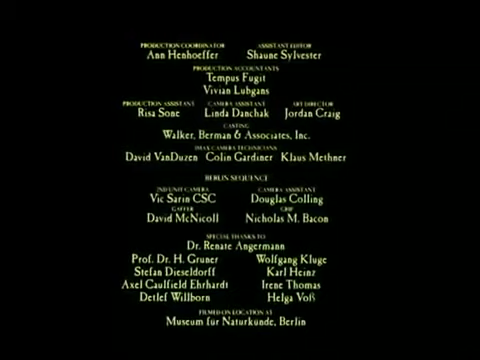 PRODUCTION COORDINATOR ASSISTANT EDITOR
Ann Henhoeffer Shaune Sylvester
PRODUCTION ACCOUNTANTS
Tempus Fugit
Vivian Lubgans
PRODUCTION ASSISTANT CAMERA ASSISTANT ART DIRECTOR
Risa Sone Linda Danchak Jordan Craig
CASTING
Walker, Berman & Associates, Inc.
IMAX CAMERA TECHNICIANS
David VanDuzen Colin Gardiner Klaus Methner
BERLIN SEQUENCE
2ND UNIT CAMERA CAMERA ASSISTANT
Vic Sarin CSC Douglas Colling
GAFFER GRIP
David McNicoll Nicholas M. Bacon
SPECIAL THANKS TO
Dr. Renate Angermann
Prof. Dr. H. Gruner Wolfgang Kluge
Stefan Dieseldorff Karl Heinz
Axel Caulfield Ehrhardt Irene Thomas
Detlef Willborn Helga Voß
FILMED ON LOCATION AT
Museum für Naturkünde, Berlin